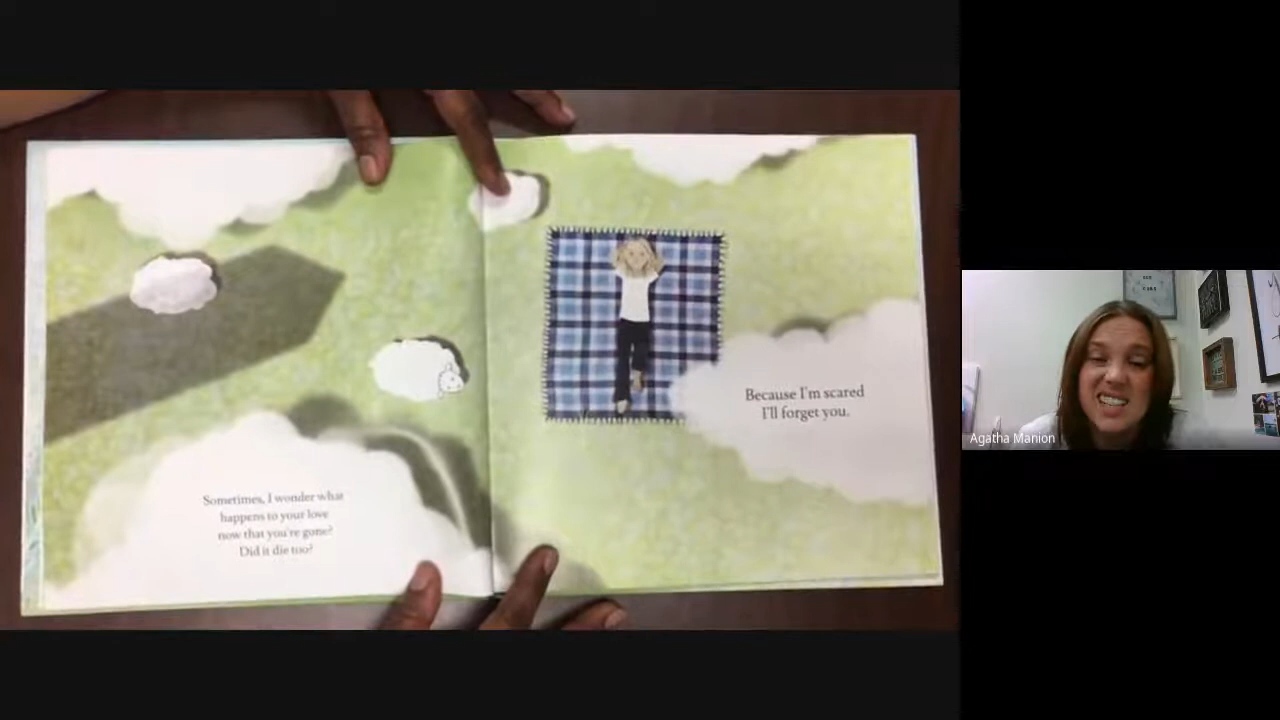 Sometimes, I wonder what
happens to your love
now that you're gone?
Did it die too?
Because I'm scared
I'll forget you.
Agatha Manion